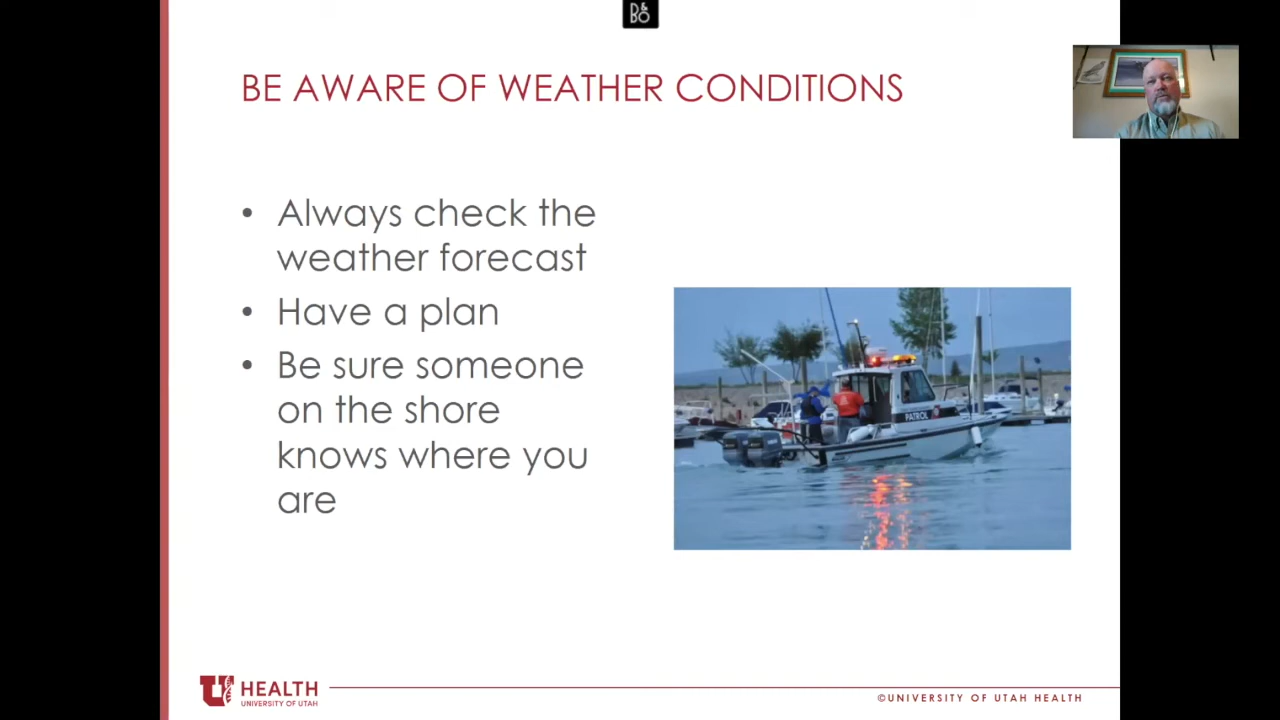 B&O
BE AWARE OF WEATHER CONDITIONS
• Always check the
weather forecast
• Have a plan
• Be sure someone
on the shore
knows where you
are
PATROL
U HEALTH
UNIVERSITY OF UTAH
©UNIVERSITY OF UTAH HEALTH